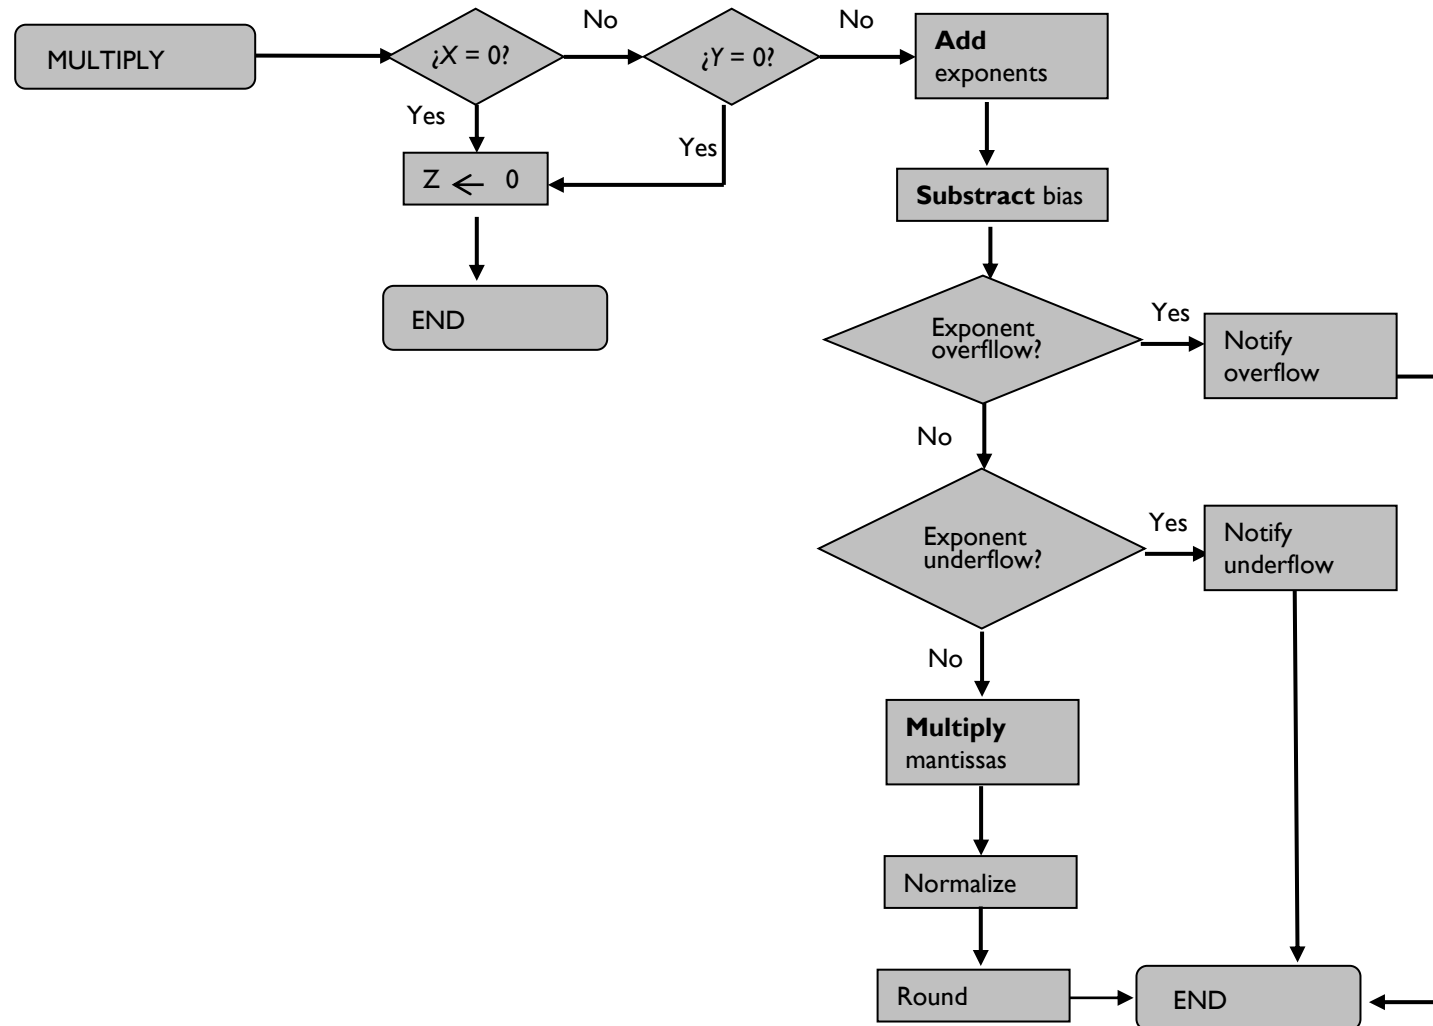 MULTIPLY
¿X = 0?
No
¿Y = 0?
No
Add
exponents
Yes
Yes
Z ← 0
Substract bias
END
Exponent
overfllow?
Yes
Notify
overflow
No
Exponent
underflow?
Yes
Notify
underflow
No
Multiply
mantissas
Normalize
Round
END